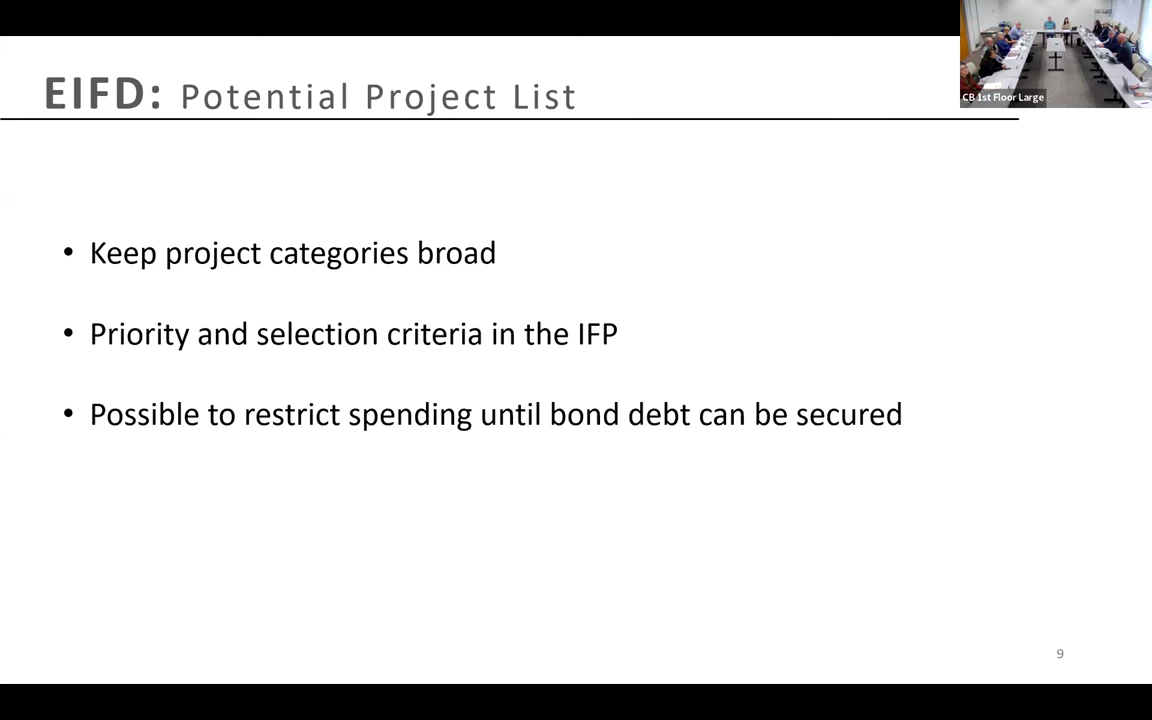 EIFD: Potential Project List
CB 1st Floor Large
• Keep project categories broad
• Priority and selection criteria in the IFP
• Possible to restrict spending until bond debt can be secured
9